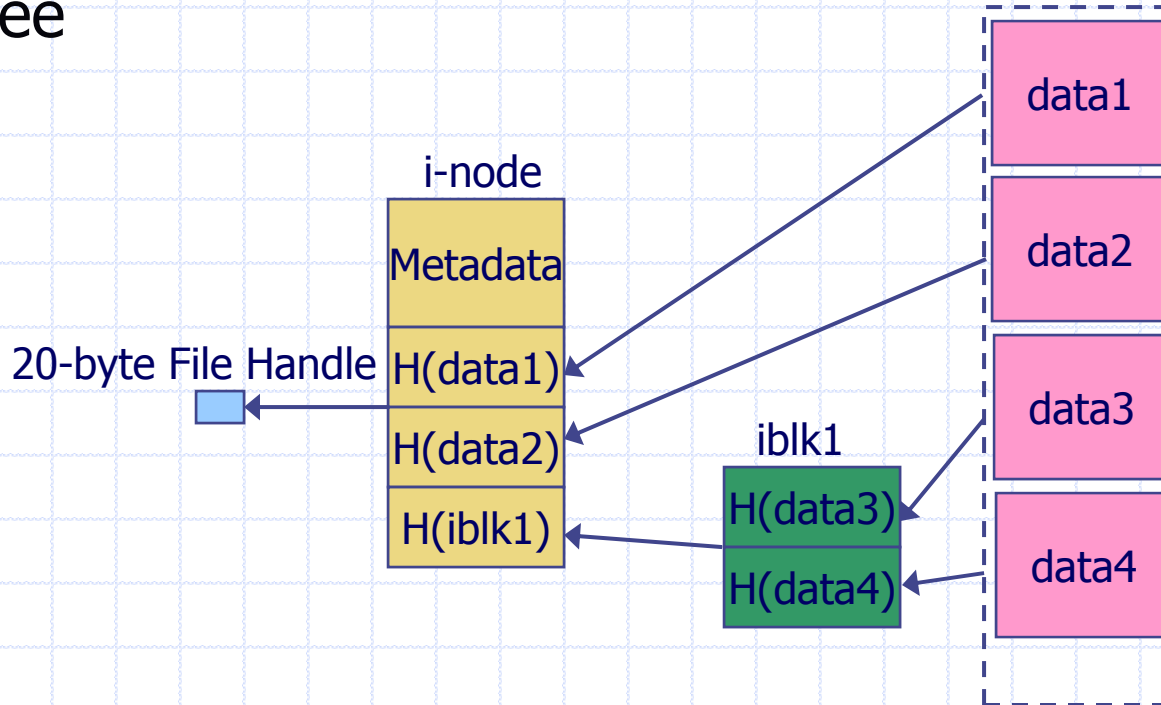 ee
data1
i-node
Metadata
data2
20-byte File Handle
H(data1)
H(data2)
H(iblk1)
iblk1
H(data3)
H(data4)
data3
data4